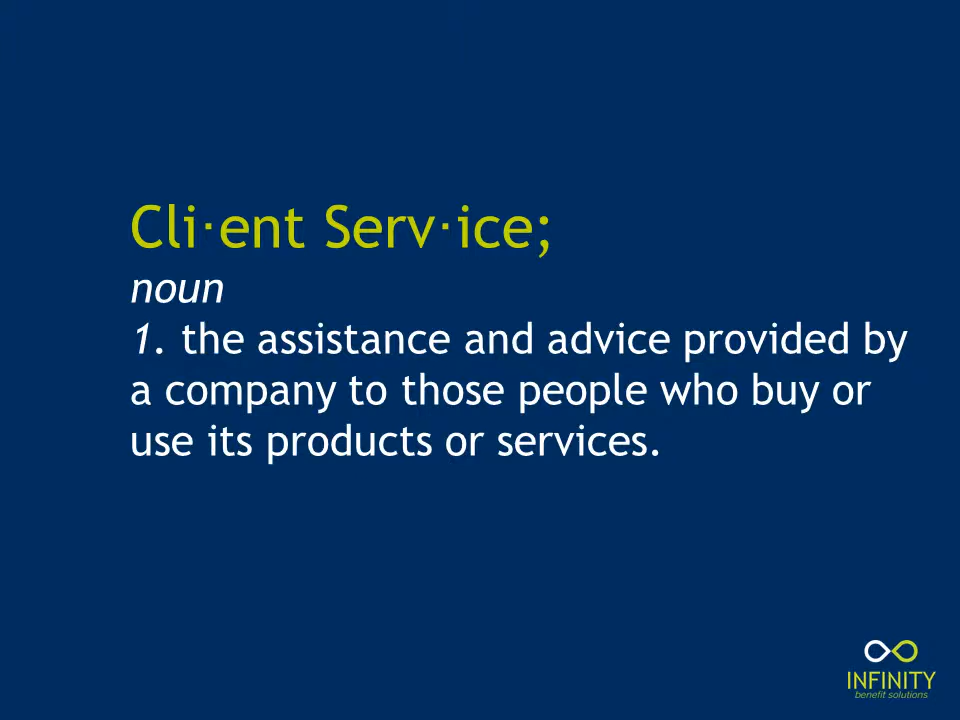 Cli·ent Serv·ice;
noun
1. the assistance and advice provided by
a company to those people who buy or
use its products or services.
INFINITY
benefit solutions